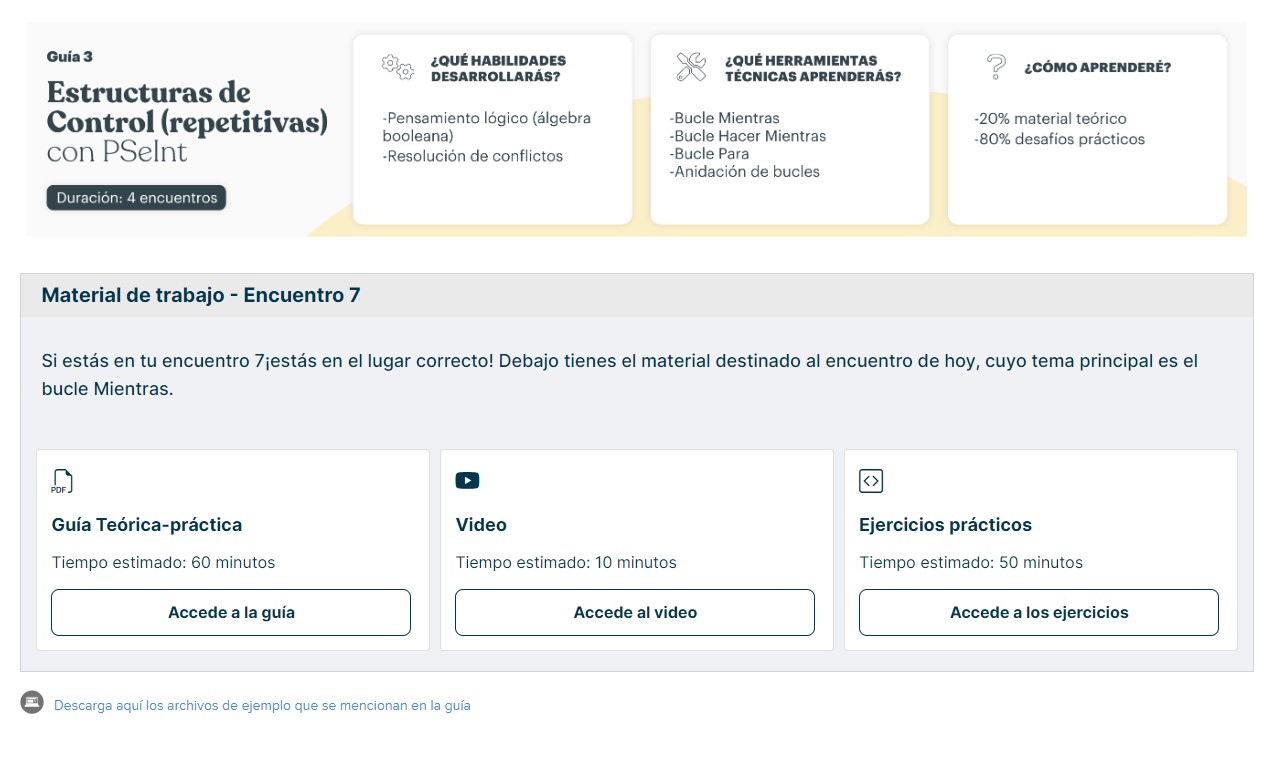 Guía 3
Estructuras de
Control (repetitivas)
con PSeInt
Duración: 4 encuentros
¿QUÉ HABILIDADES
DESARROLLARÁS?
-Pensamiento lógico (álgebra
booleana)
-Resolución de conflictos
¿QUÉ HERRAMIENTAS
TÉCNICAS APRENDERÁS?
-Bucle Mientras
-Bucle Hacer Mientras
-Bucle Para
-Anidación de bucles
¿CÓMO APRENDERÉ?
-20% material teórico
-80% desafíos prácticos
Material de trabajo - Encuentro 7
Si estás en tu encuentro 7¡estás en el lugar correcto! Debajo tienes el material destinado al encuentro de hoy, cuyo tema principal es el
bucle Mientras.
PDF
Guía Teórica-práctica
Tiempo estimado: 60 minutos
Accede a la guía
Video
Tiempo estimado: 10 minutos
Accede al video
Ejercicios prácticos
Tiempo estimado: 50 minutos
Accede a los ejercicios
Descarga aquí los archivos de ejemplo que se mencionan en la guía